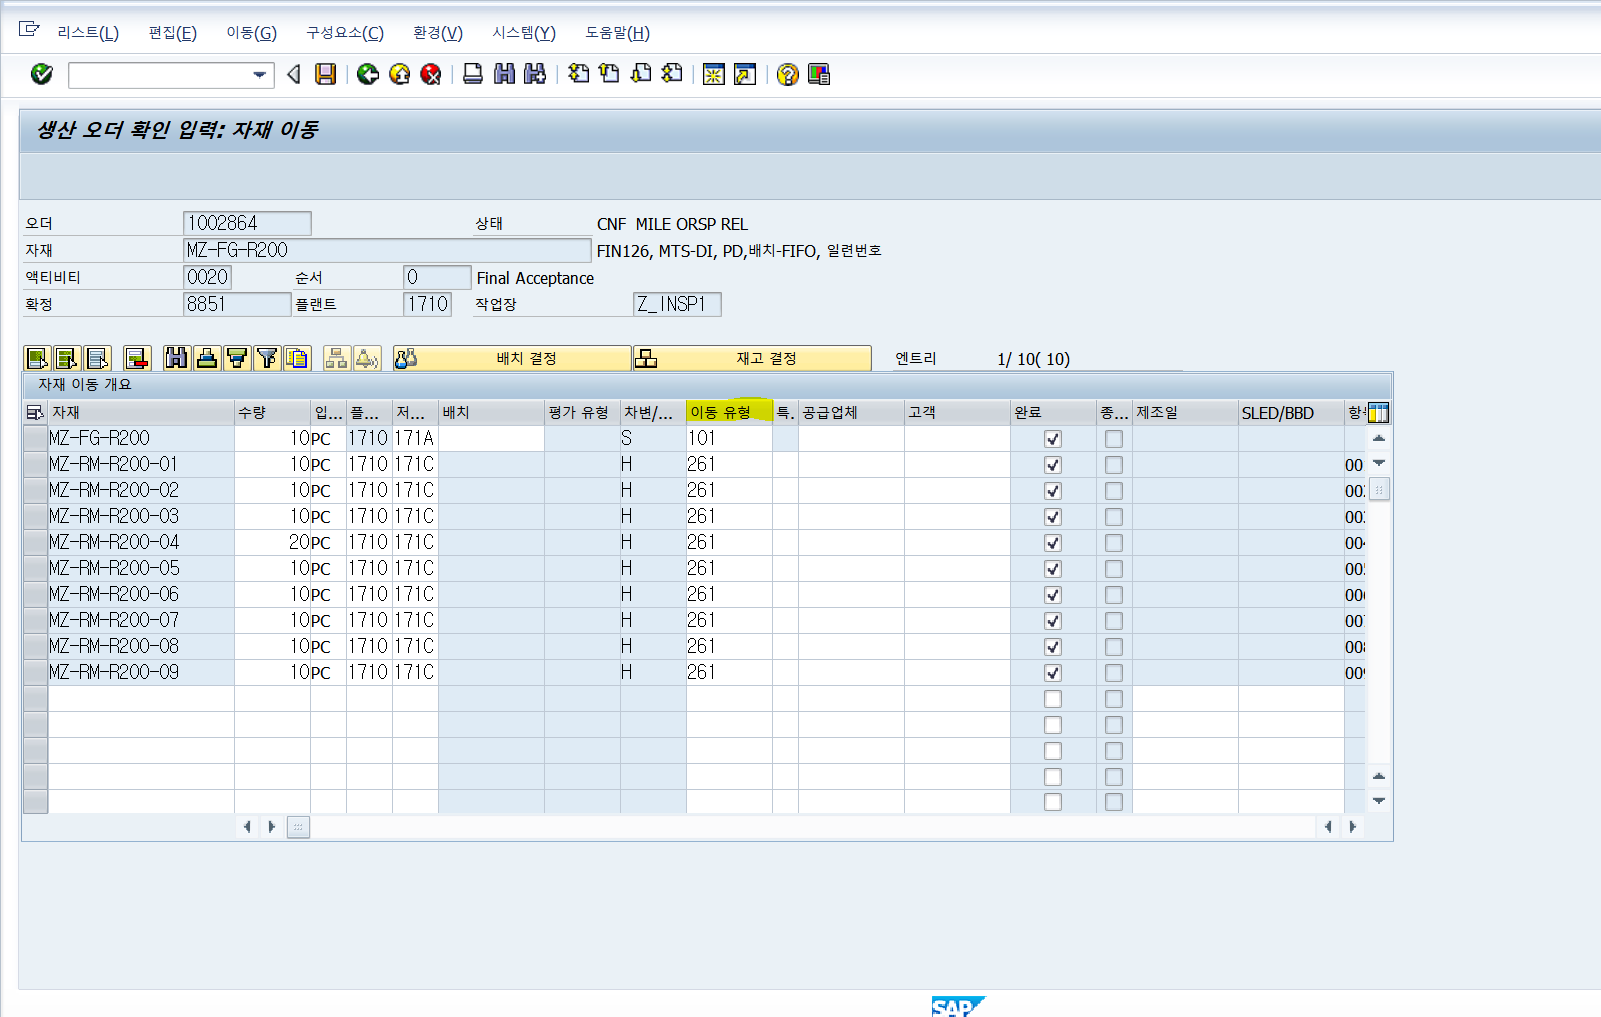 리스트(L) 편집(E) 이동(G) 구성요소(C) 환경(V) 시스템(Y) 도움말(H)
생산 오더 확인 입력: 자재 이동
오더 1002864 상태 CNF MILE ORSP REL
자재 MZ-FG-R200 FIN126, MTS-DI, PD,배치-FIFO, 일련번호
액티비티 0020 순서 0 Final Acceptance
확정 8851 플랜트 1710 작업장 Z_INSP1
배치 결정 재고 결정 엔트리 1/ 10( 10)
자재 이동 개요
자재 수량 입... 플... 저... 배치 평가 유형 차변/... 이동 유형 특. 공급업체 고객 완료 종... 제조일 SLED/BBD
MZ-FG-R200 10 PC 1710 171A S 101
MZ-RM-R200-01 10 PC 1710 171C H 261 00
MZ-RM-R200-02 10 PC 1710 171C H 261 00
MZ-RM-R200-03 10 PC 1710 171C H 261 00
MZ-RM-R200-04 20 PC 1710 171C H 261 00
MZ-RM-R200-05 10 PC 1710 171C H 261 00
MZ-RM-R200-06 10 PC 1710 171C H 261 00
MZ-RM-R200-07 10 PC 1710 171C H 261 00
MZ-RM-R200-08 10 PC 1710 171C H 261 00
MZ-RM-R200-09 10 PC 1710 171C H 261 00
SAP